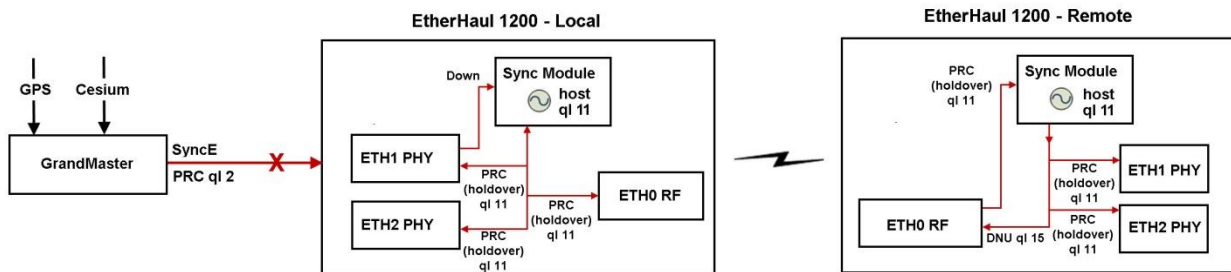 EtherHaul 1200 - Local
EtherHaul 1200 - Remote
GPS
Cesium
GrandMaster
SyncE
X
PRC ql 2
Down
Sync Module
host
ql 11
ETH1 PHY
PRC
(holdover)
ql 11
ETH2 PHY
PRC
(holdover)
ql 11
PRC
(holdover)
ql 11
ETH0 RF
PRC
(holdover)
ql 11
Sync Module
host
ql 11
ETH1 PHY
PRC
(holdover)
ql 11
ETH0 RF
DNU ql 15
PRC
(holdover)
ql 11
ETH2 PHY